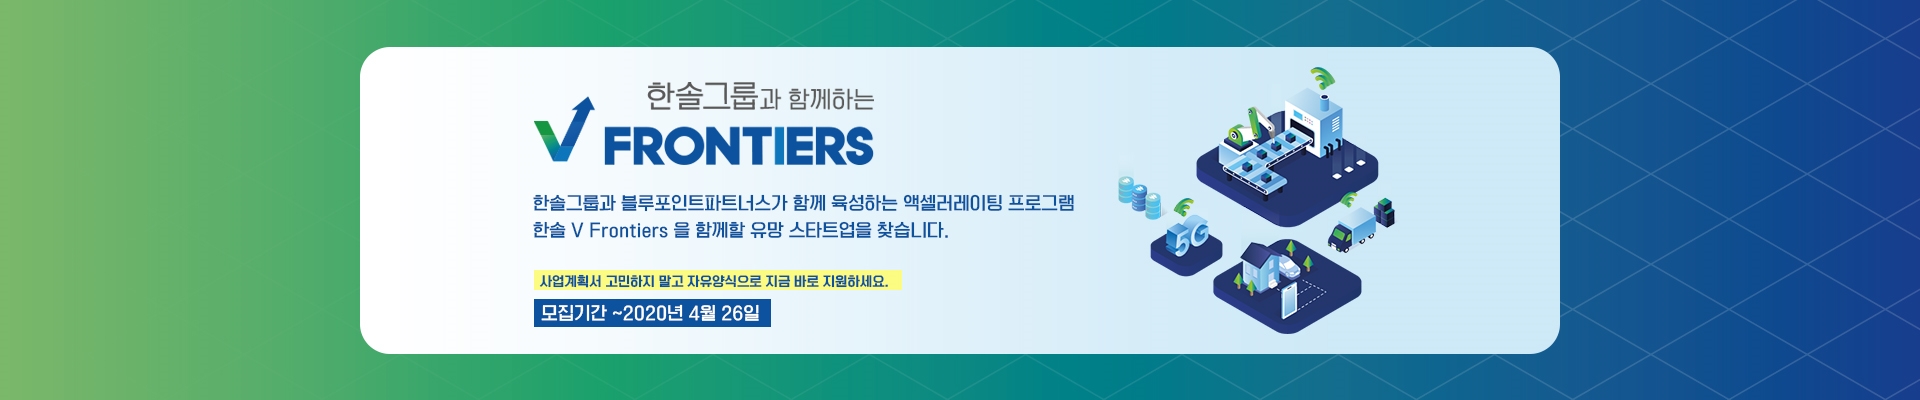 한솔그룹과 함께하는
V FRONTIERS
한솔그룹과 블루포인트파트너스가 함께 육성하는 액셀러레이팅 프로그램
한솔 V Frontiers 을 함께할 유망 스타트업을 찾습니다.
사업계획서 고민하지 말고 자유양식으로 지금 바로 지원하세요.
모집기간 ~2020년 4월 26일
5G